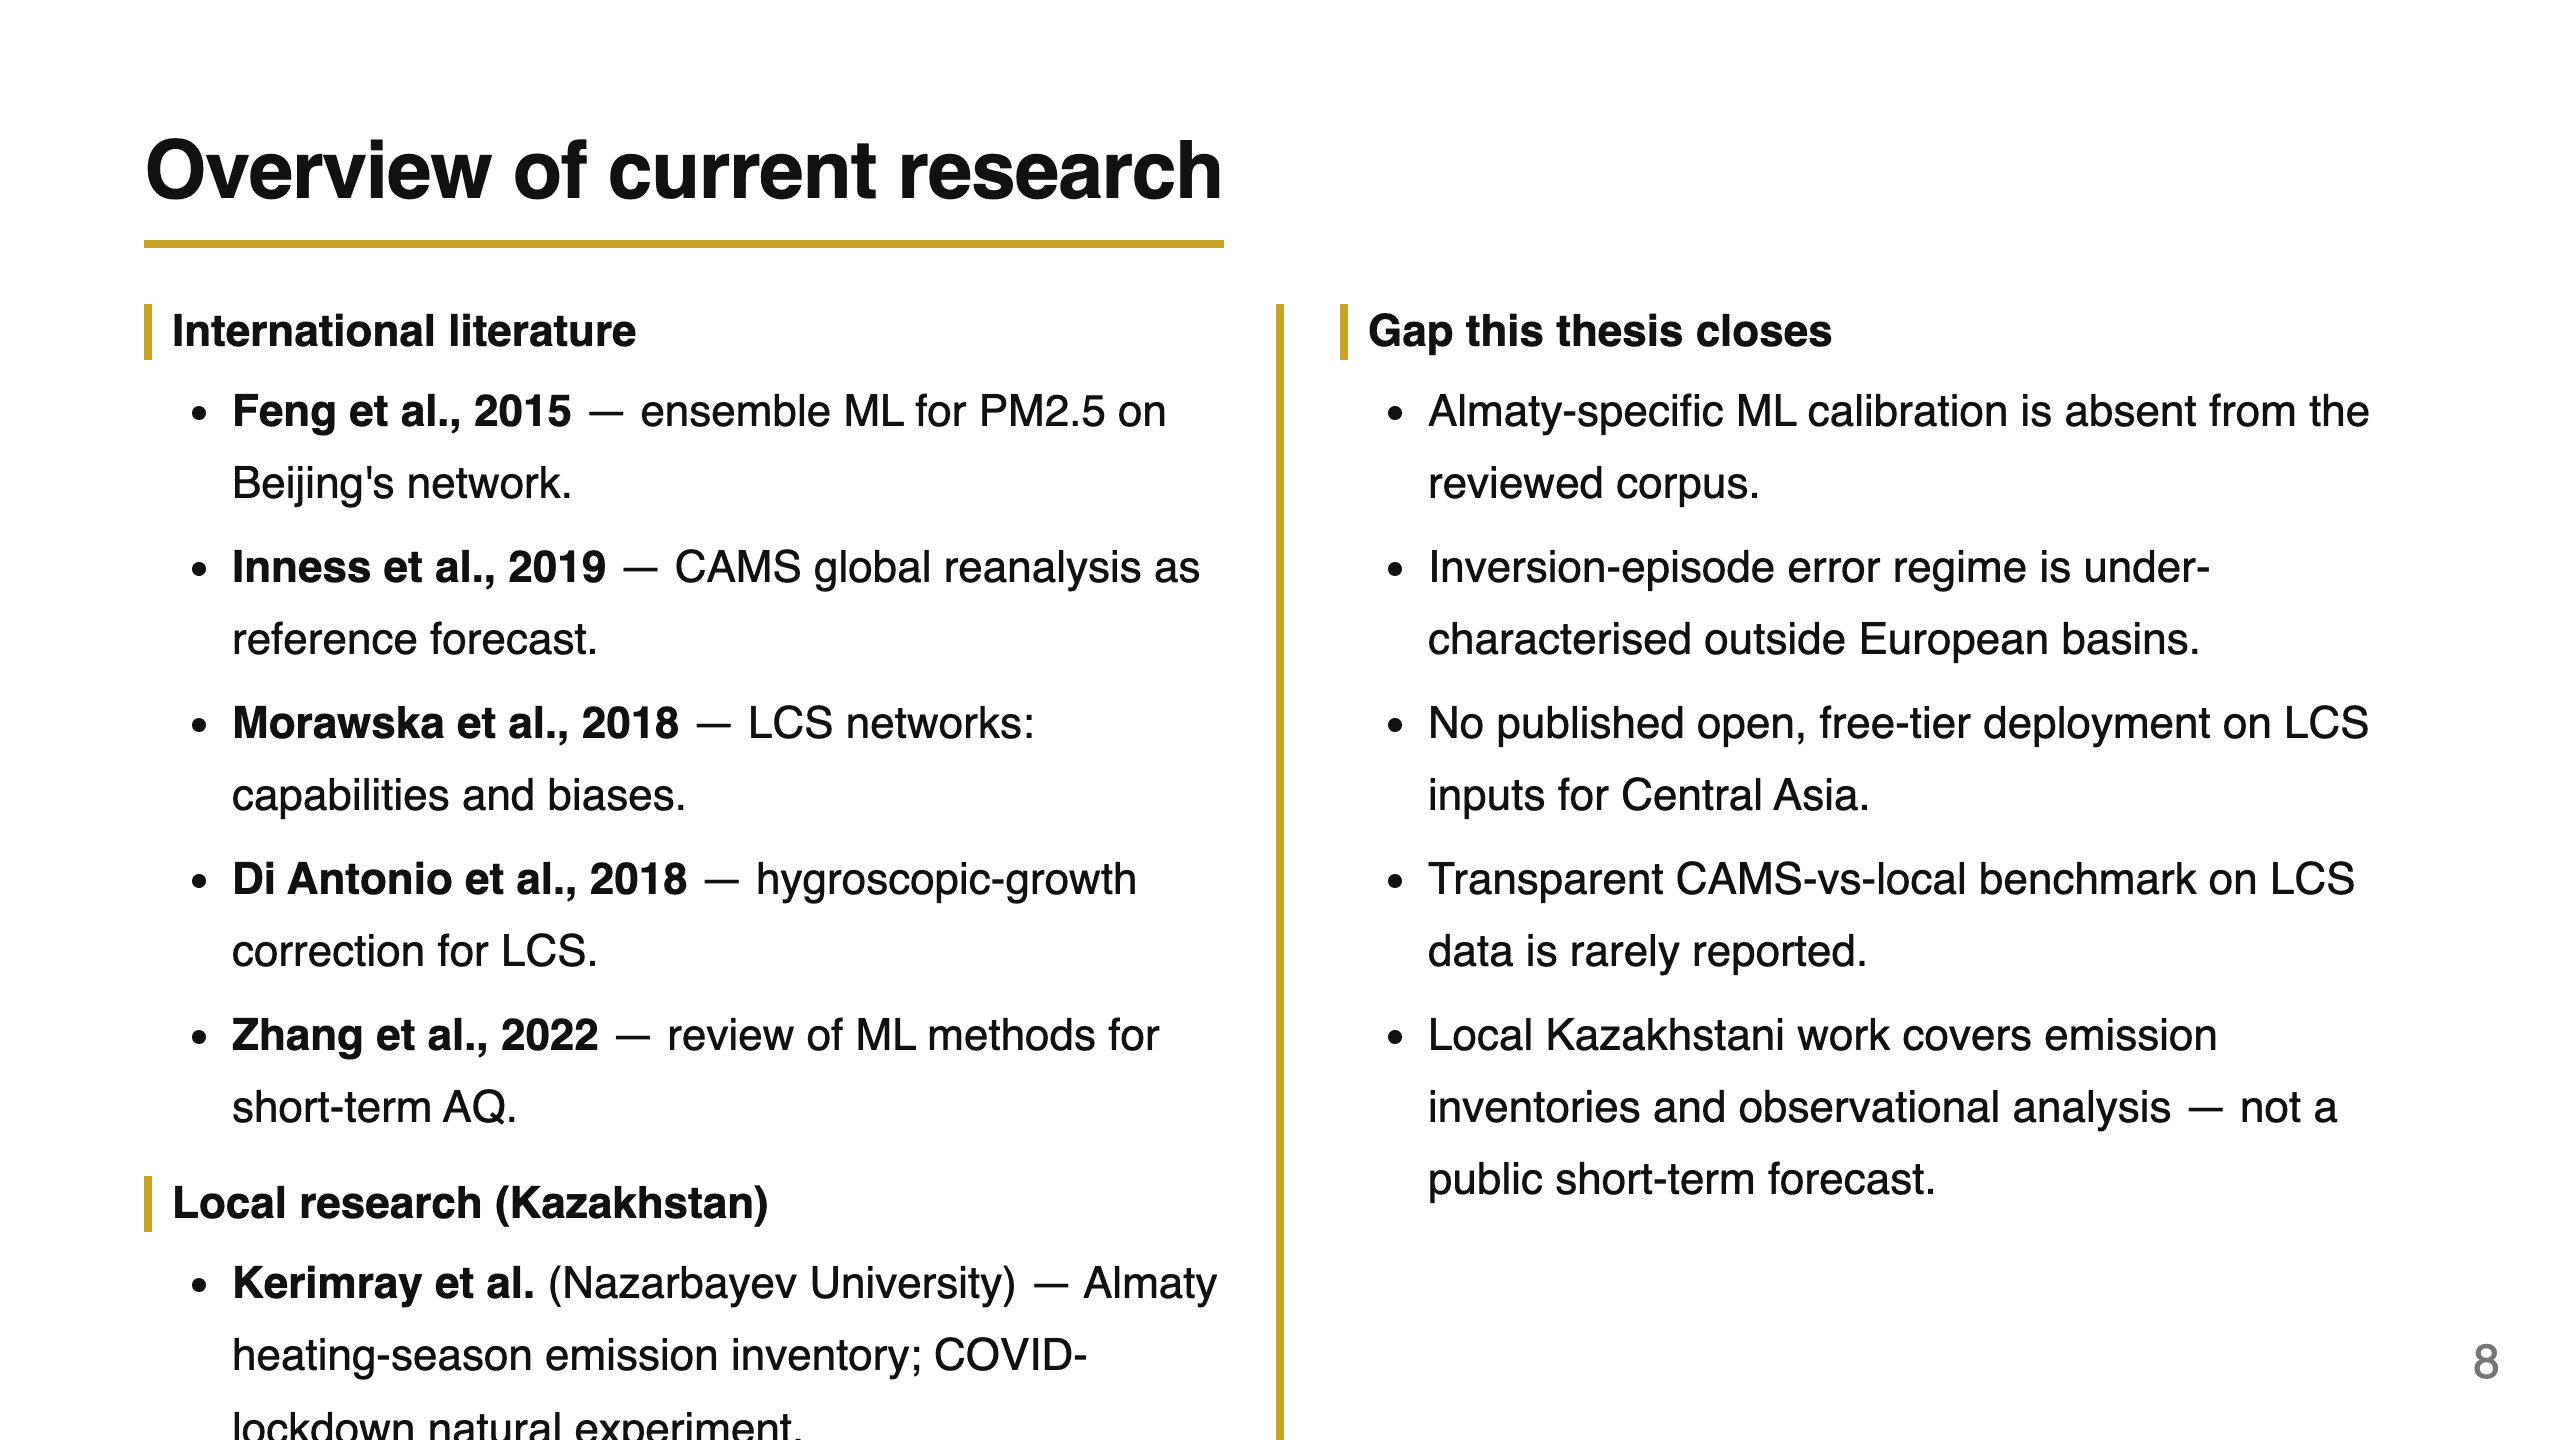 Overview of current research
International literature
• Feng et al., 2015 — ensemble ML for PM2.5 on
Beijing's network.
• Inness et al., 2019 — CAMS global reanalysis as
reference forecast.
• Morawska et al., 2018 — LCS networks:
capabilities and biases.
• Di Antonio et al., 2018 — hygroscopic-growth
correction for LCS.
• Zhang et al., 2022 — review of ML methods for
short-term AQ.
Local research (Kazakhstan)
• Kerimray et al. (Nazarbayev University) — Almaty
heating-season emission inventory; COVID-
lockdown natural experiment.
Gap this thesis closes
• Almaty-specific ML calibration is absent from the
reviewed corpus.
• Inversion-episode error regime is under-
characterised outside European basins.
• No published open, free-tier deployment on LCS
inputs for Central Asia.
• Transparent CAMS-vs-local benchmark on LCS
data is rarely reported.
• Local Kazakhstani work covers emission
inventories and observational analysis — not a
public short-term forecast.
8